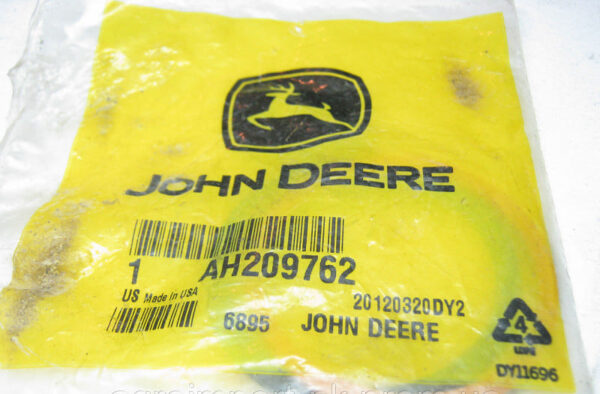 JOHN DEERE
1 AH209762
US Made in USA
20120320DY2
6895 JOHN DEERE
4
DY11696